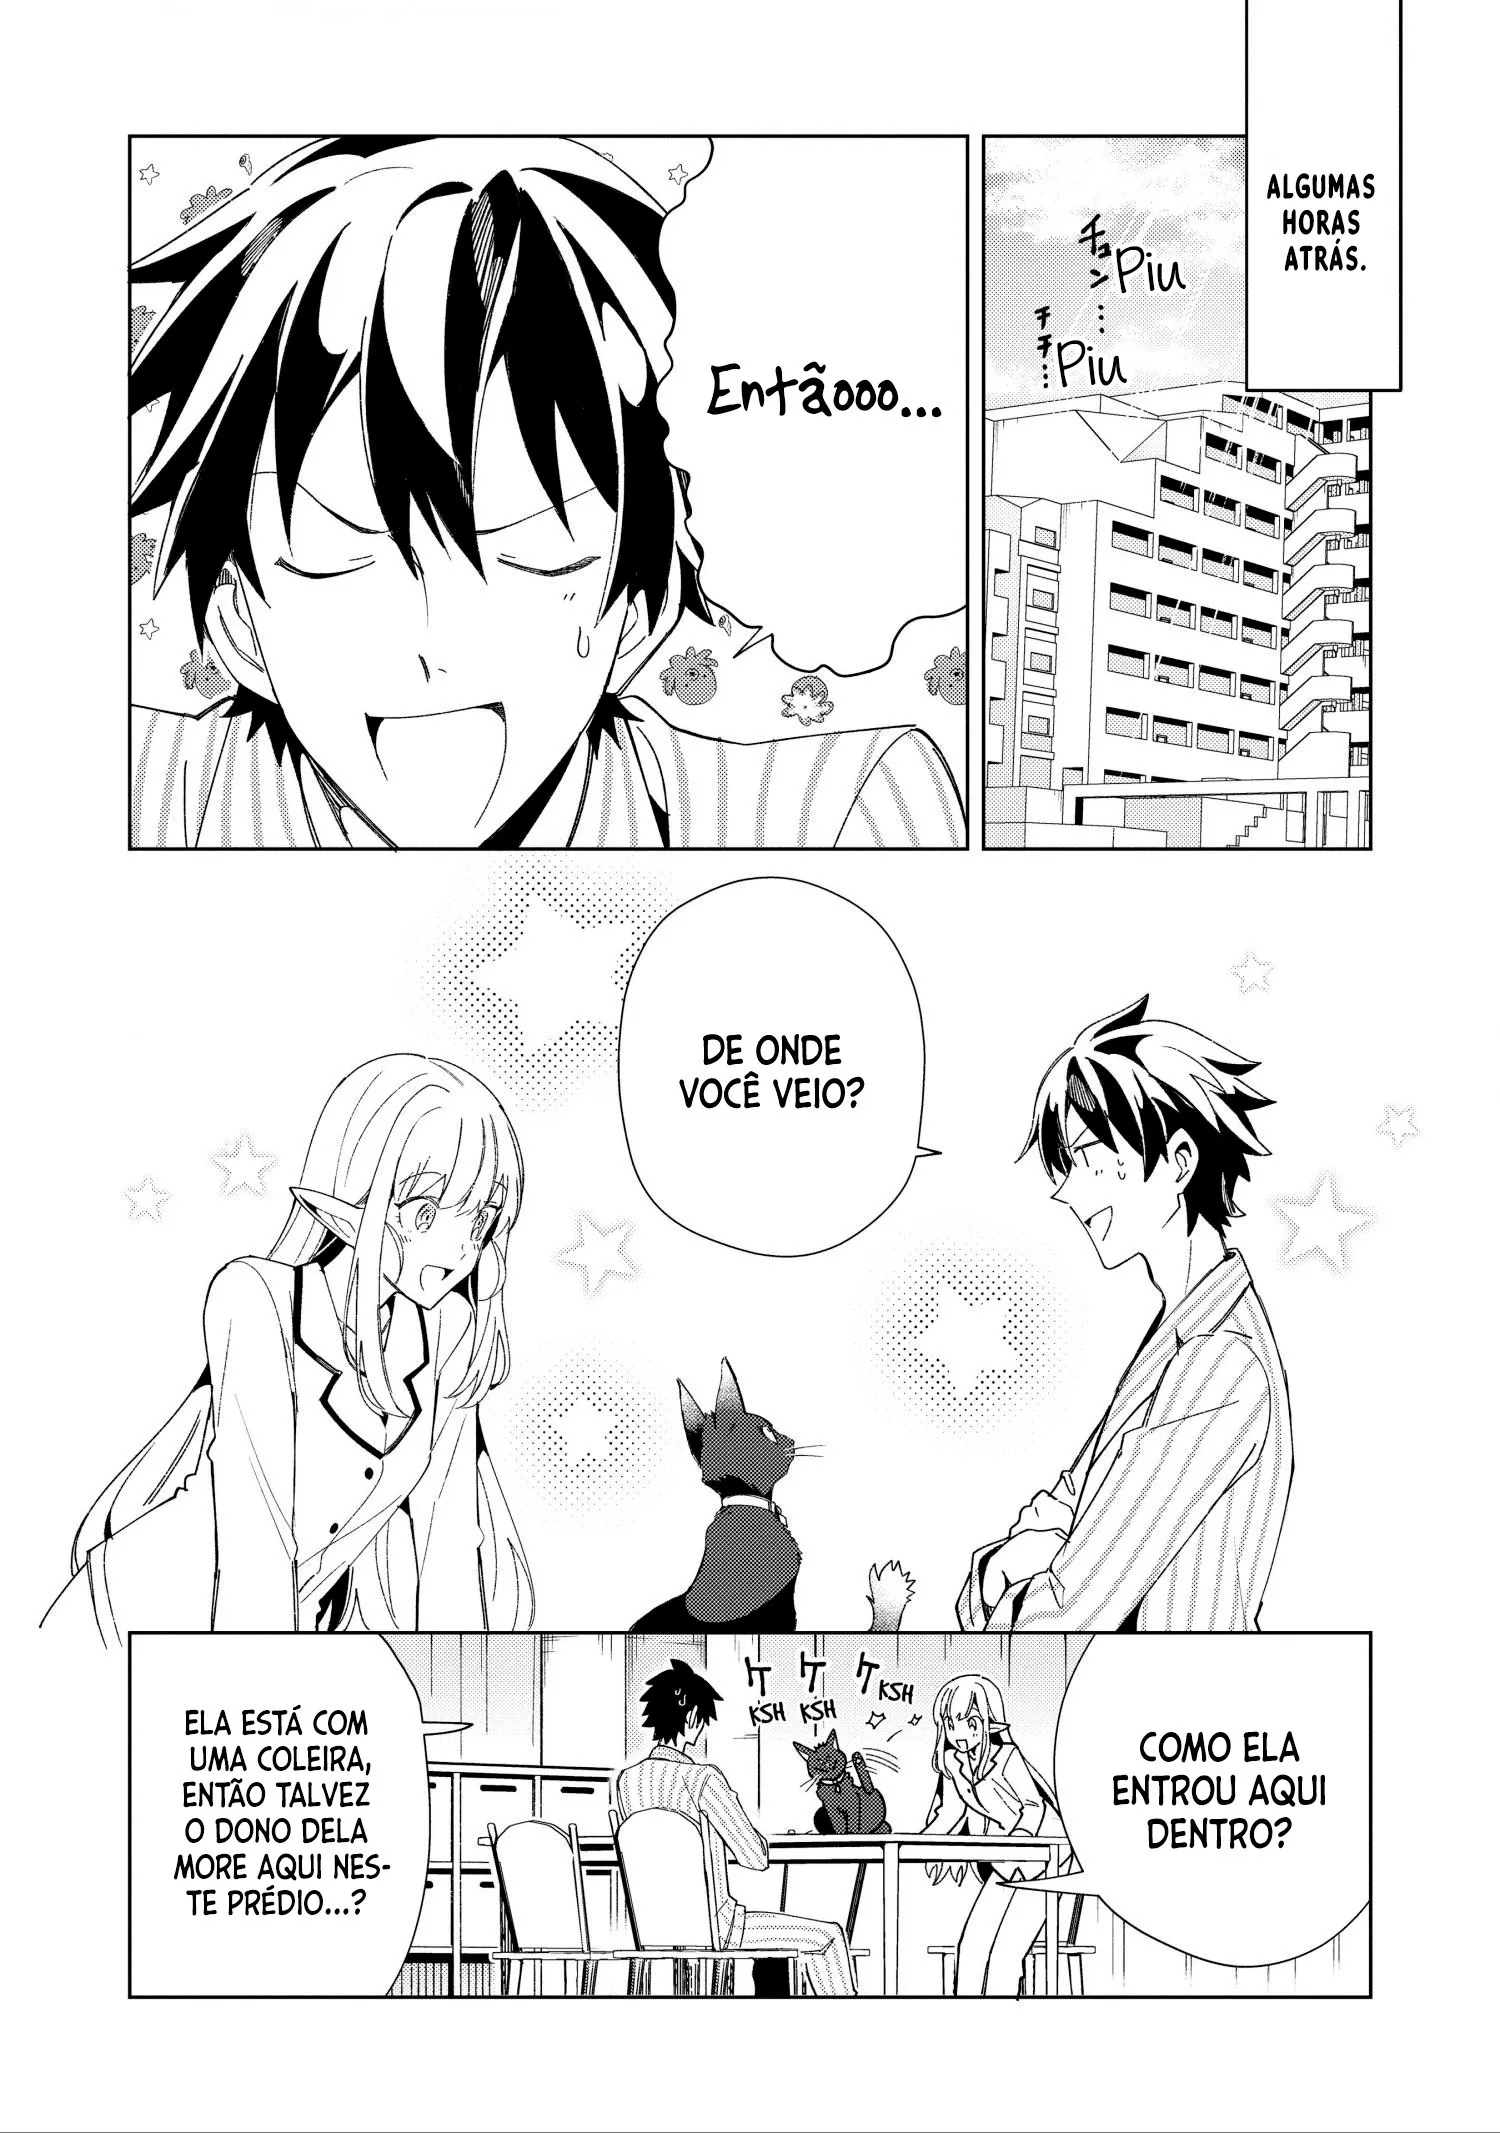 ALGUMAS
HORAS
ATRÁS.
チュン…
Piu
チチチ…
Piu
Entãooo...
DE ONDE
VOCÊ VEIO?
COMO ELA
ENTROU AQUI
DENTRO?
ケ
KSH
ケ
KSH
ケ
KSH
ELA ESTÁ COM
UMA COLEIRA,
ENTÃO TALVEZ
O DONO DELA
MORE AQUI NES-
TE PRÉDIO...?